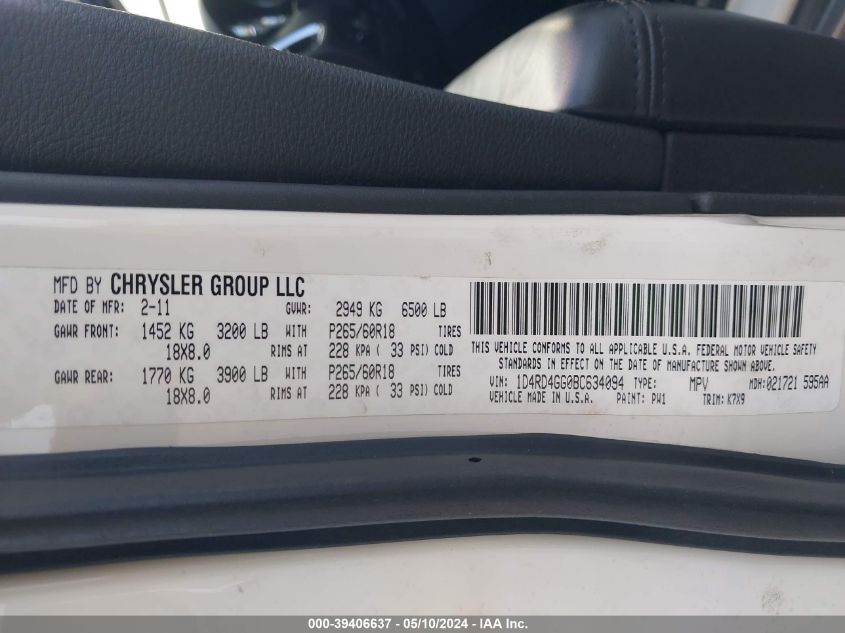 MFD BY CHRYSLER GROUP LLC
DATE OF MFR: 2-11 GVWR: 2949 KG 6500 LB
GAWR FRONT: 1452 KG 3200 LB WITH P265/60R18 TIRES
18X8.0 RIMS AT 228 KPA ( 33 PSI) COLD
GAWR REAR: 1770 KG 3900 LB WITH P265/60R18 TIRES
18X8.0 RIMS AT 228 KPA ( 33 PSI) COLD
THIS VEHICLE CONFORMS TO ALL APPLICABLE U.S.A. FEDERAL MOTOR VEHICLE SAFETY
STANDARDS IN EFFECT ON THE DATE OF MANUFACTURE SHOWN ABOVE.
VIN: 1D4RD4GG0BC634094 TYPE: MPV MDH: 021721 595AA
VEHICLE MADE IN U.S.A. PAINT: PW1 TRIM: K7X9
000-39406637 - 05/10/2024 - IAA Inc.